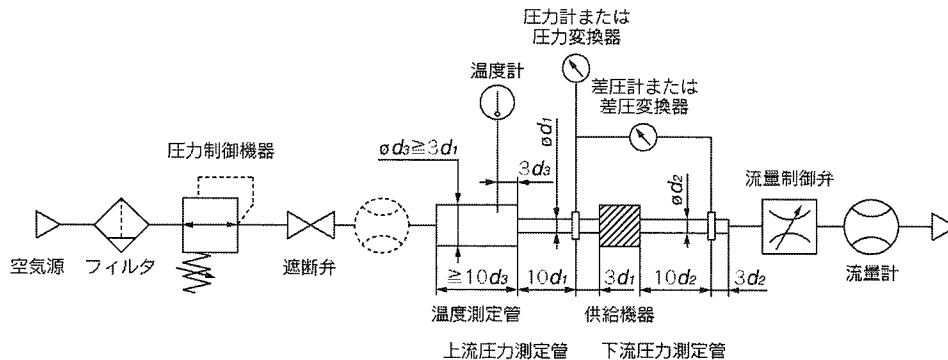 圧力計または
圧力変換器
温度計
差圧計または
差圧変換器
圧力制御機器
ød₃≧3d₁
3d₃
ød₁
ød₂
流量制御弁
空気源
フィルタ
遮断弁
≧10d₃
10d₁
3d₁
10d₂
3d₂
流量計
温度測定管
供給機器
上流圧力測定管
下流圧力測定管